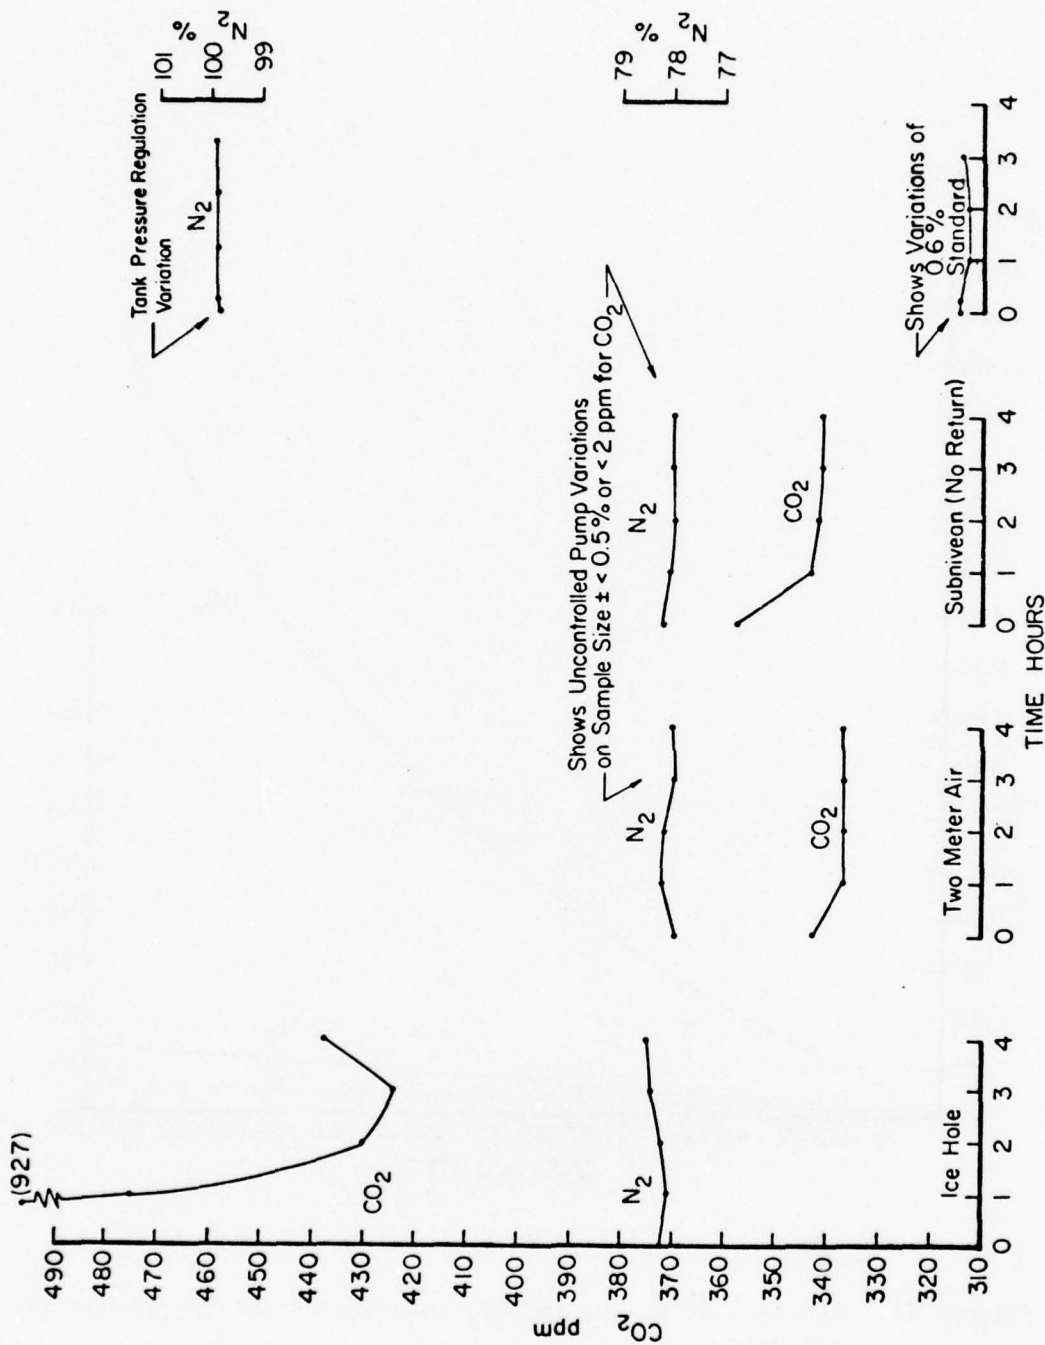 CO2 ppm
490
480
470
460
450
440
430
420
410
400
390
380
370
360
350
340
330
320
310
(927)
CO2
N2
Ice Hole
0 1 2 3 4
Shows Uncontrolled Pump Variations
on Sample Size ± < 0.5% or < 2 ppm for CO2
N2
CO2
Two Meter Air
0 1 2 3 4
N2
CO2
Subnivean (No Return)
0 1 2 3 4
TIME HOURS
Tank Pressure Regulation
Variation
N2
101
100
99
% N2
79
78
77
% N2
Shows Variations of
0.6%
Standard
0 1 2 3 4